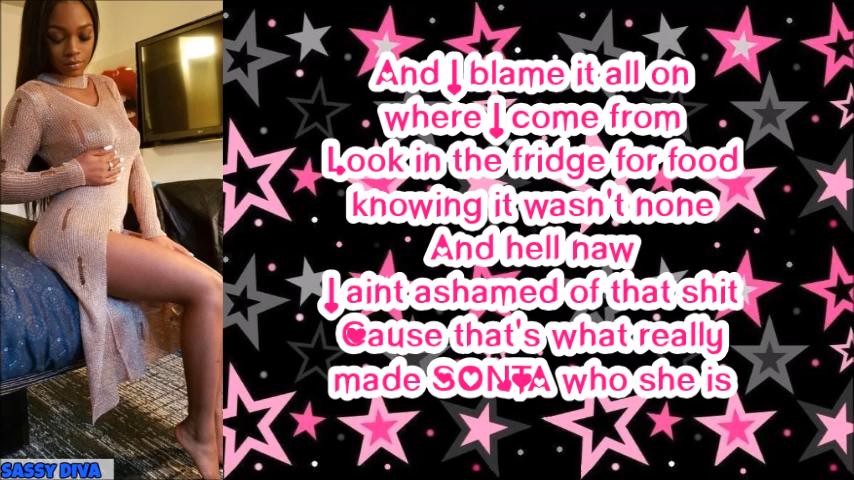 And I blame it all on
where I come from
Look in the fridge for food
knowing it wasn't none
And hell naw
I aint ashamed of that shit
Cause that's what really
made SONTA who she is
SASSY DIVA